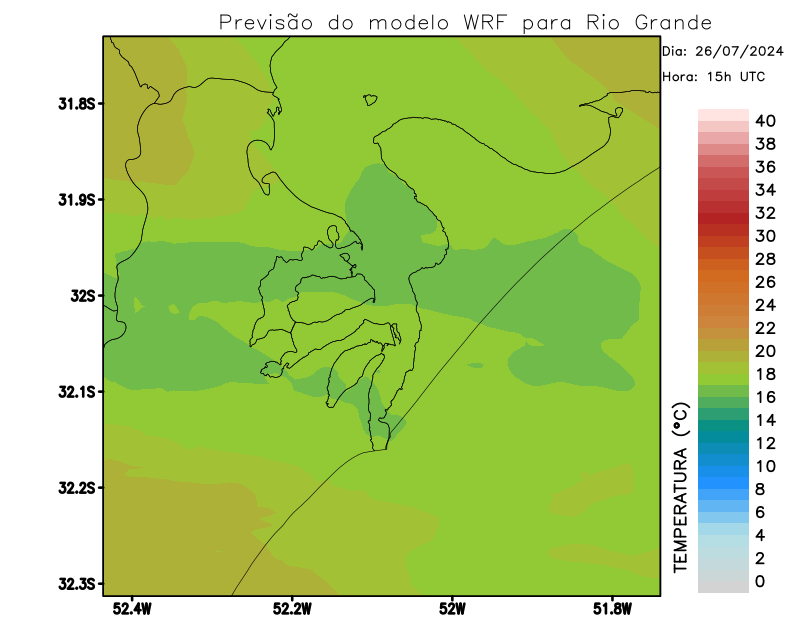 Previsão do modelo WRF para Rio Grande
Dia: 26/07/2024
Hora: 15h UTC
31.8S
31.9S
32S
32.1S
32.2S
32.3S
52.4W
52.2W
52W
51.8W
TEMPERATURA (°C)
40
38
36
34
32
30
28
26
24
22
20
18
16
14
12
10
8
6
4
2
0